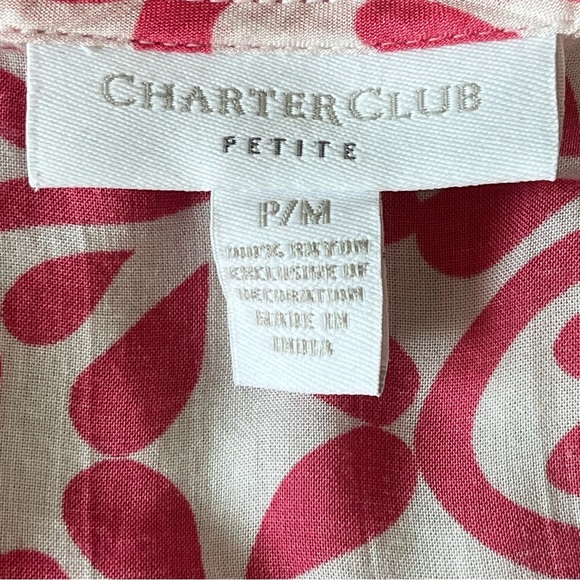 CHARTER CLUB
PETITE
P/M
100% RAYON
EXCLUSIVE OF
DECORATION
MADE IN
INDIA